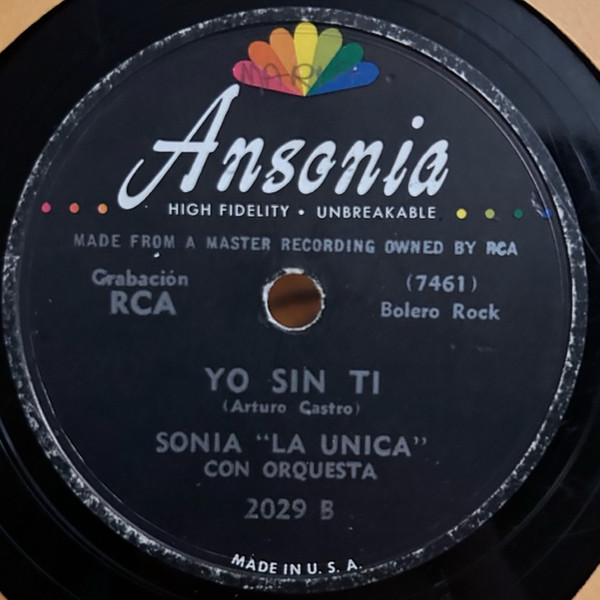 Ansonia
HIGH FIDELITY • UNBREAKABLE
MADE FROM A MASTER RECORDING OWNED BY RCA
Grabación
RCA
(7461)
Bolero Rock
YO SIN TI
(Arturo Castro)
SONIA "LA UNICA"
CON ORQUESTA
2029 B
MADE IN U. S. A.